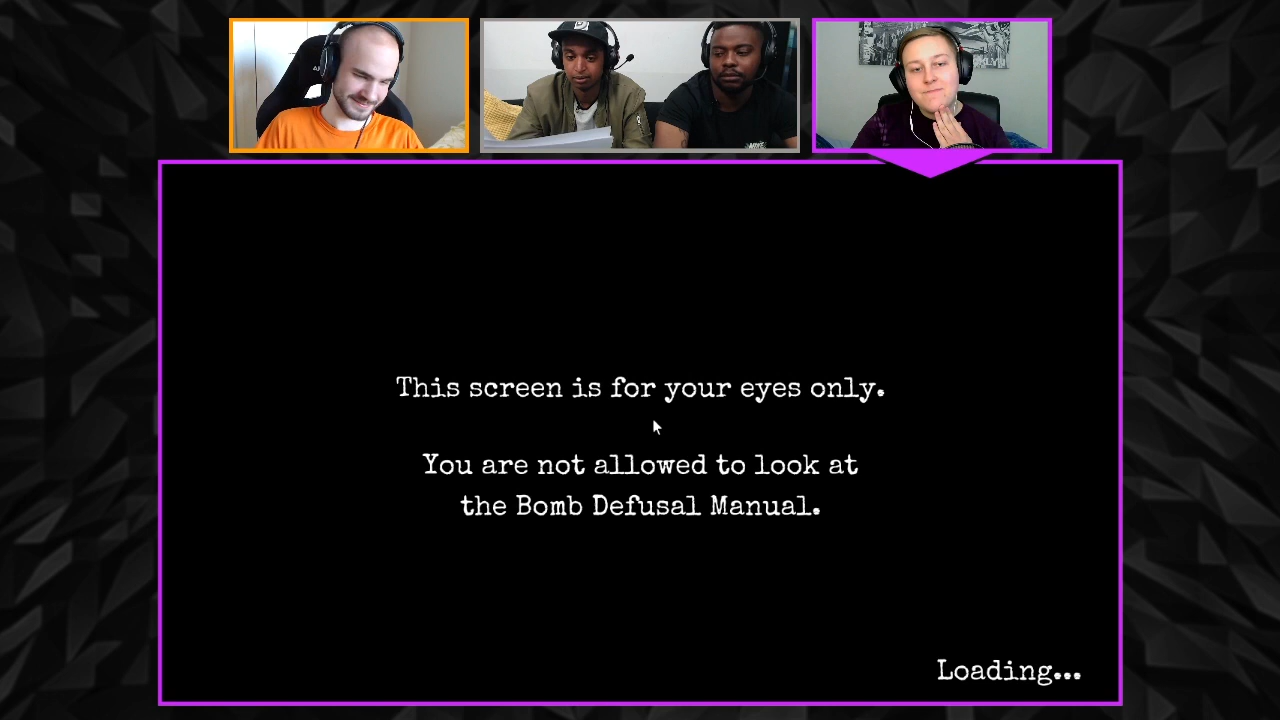 This screen is for your eyes only.
You are not allowed to look at
the Bomb Defusal Manual.
Loading...